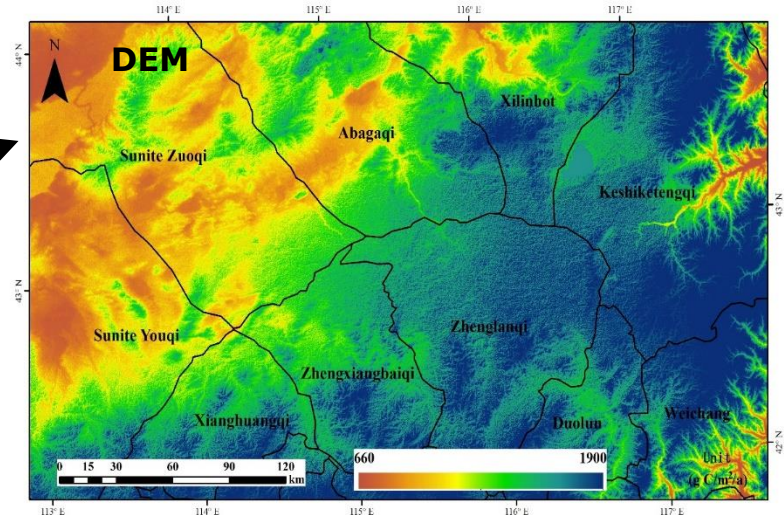 114° E 115° E 116° E 117° E
44° N
N
DEM
Xilinhot
Abagaqi
Sunite Zuoqi
Keshiketengqi
43° N
43° N
Sunite Youqi
Zhenglanqi
Zhengxiangbaiqi
Xianghuangqi
Duolun
Weichang
42° N
660 1900
Unit
(g C/m²/a)
0 15 30 60 90 120
km
113° E 114° E 115° E 116° E 117° E